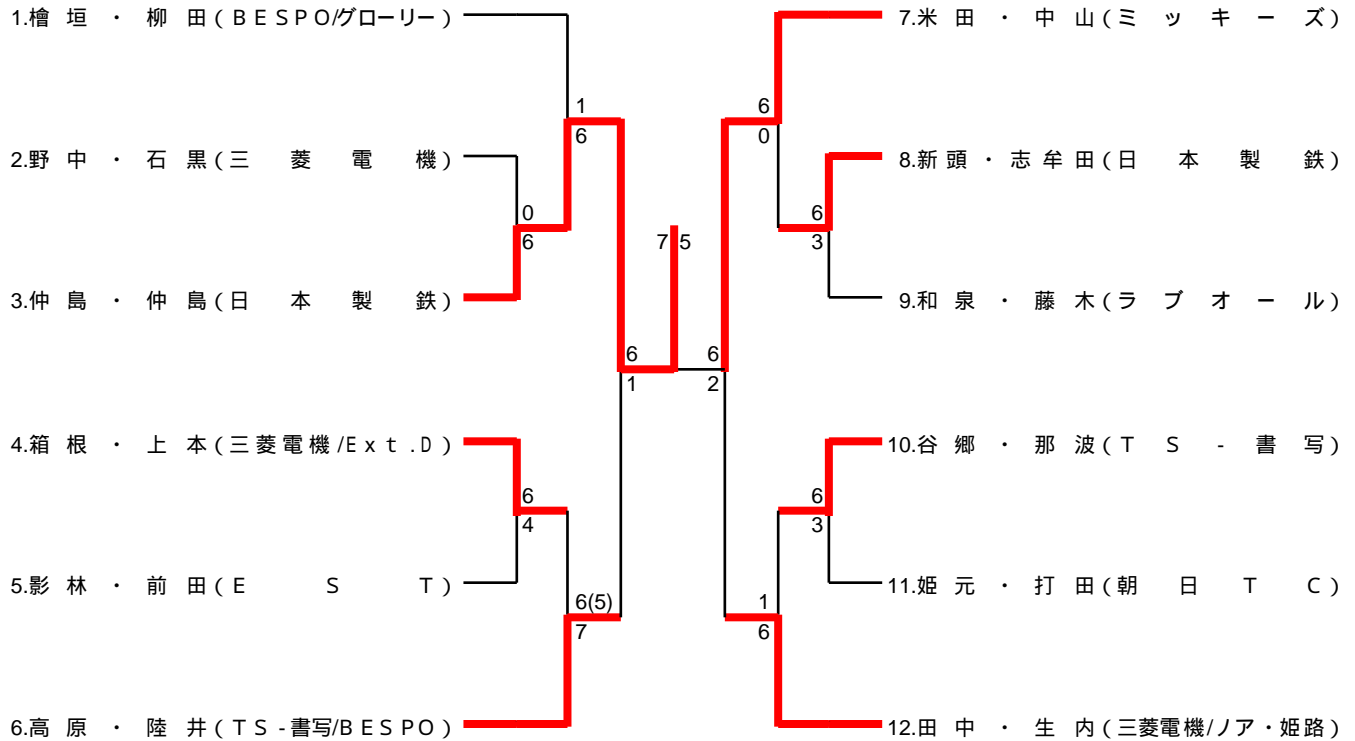 1.檜垣・柳田(BESPO/グローリー)
1
6
2.野中・石黒(三菱電機)
0
6
3.仲島・仲島(日本製鉄)
6
1
4.箱根・上本(三菱電機/Ext.D)
6
4
5.影林・前田(EST)
6(5)
7
6.高原・陸井(TS-書写/BESPO)
7 5
7.米田・中山(ミッキーズ)
6
0
8.新頭・志牟田(日本製鉄)
6
3
9.和泉・藤木(ラブオール)
6
2
10.谷郷・那波(TS-書写)
6
3
11.姫元・打田(朝日TC)
1
6
12.田中・生内(三菱電機/ノア・姫路)